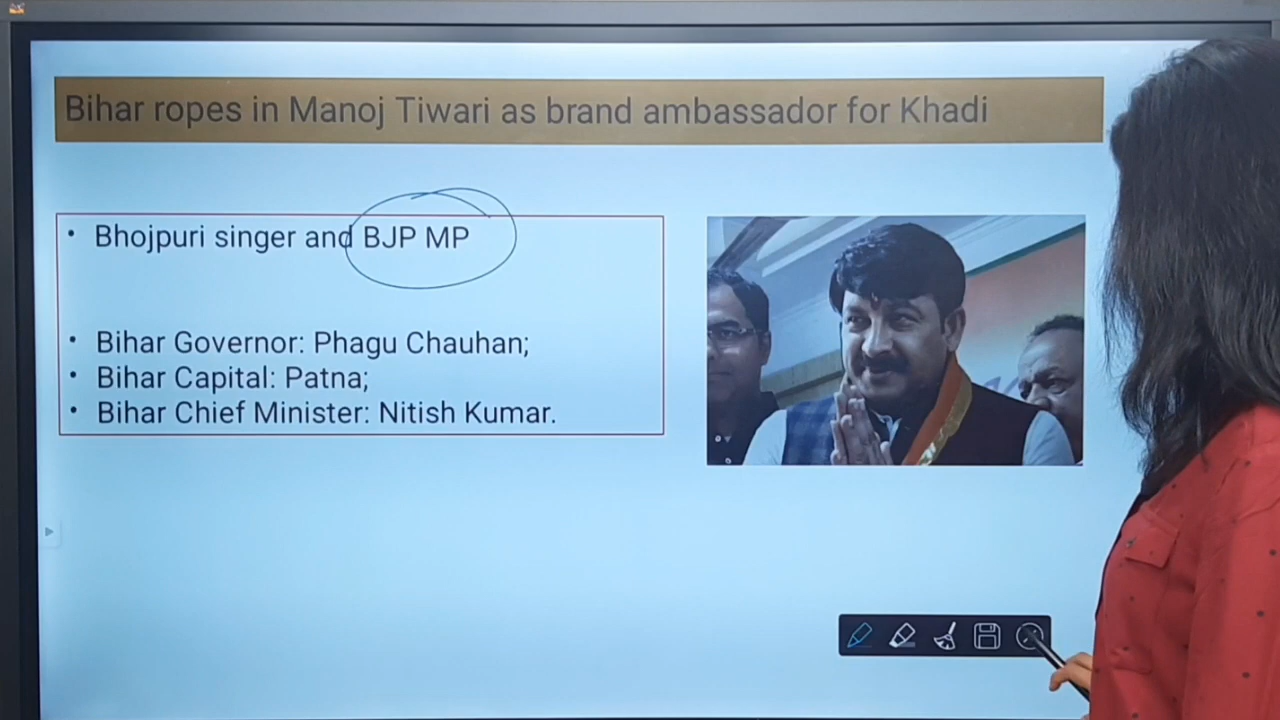 Bihar ropes in Manoj Tiwari as brand ambassador for Khadi
• Bhojpuri singer and BJP MP
• Bihar Governor: Phagu Chauhan;
• Bihar Capital: Patna;
• Bihar Chief Minister: Nitish Kumar.